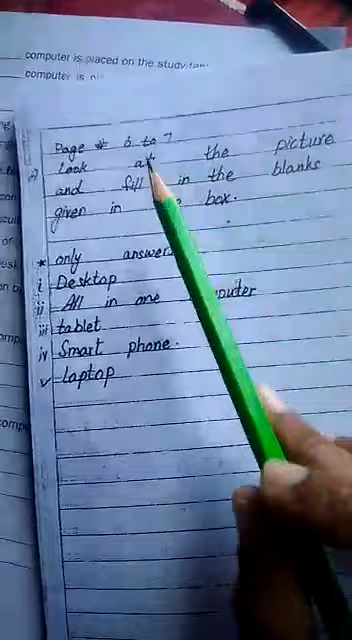 computer is placed on the study
computer is
Page # 6 to 7
Look at the picture
and fill in the blanks
given in box.
* only answer
i Desktop
ii All in one puter
iii tablet
iv Smart phone.
v laptop